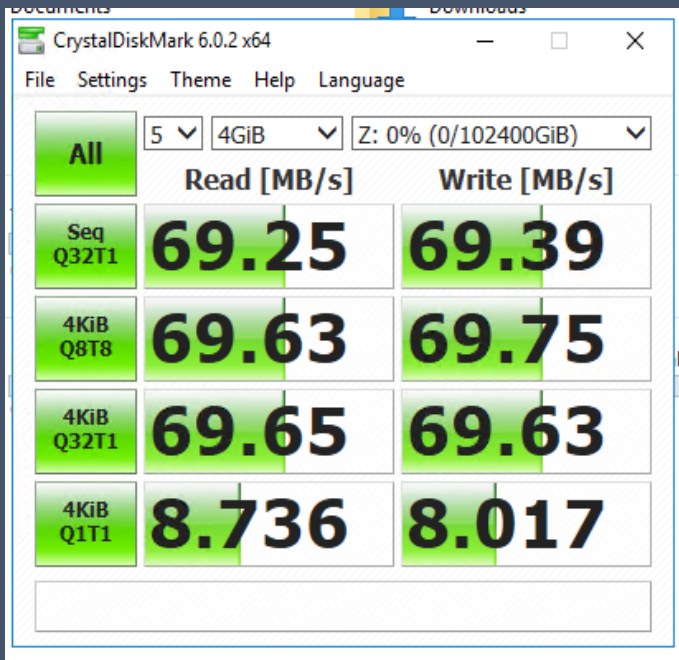 Documents
Downloads
CrystalDiskMark 6.0.2 x64
File Settings Theme Help Language
All
5 4GiB Z: 0% (0/102400GiB)
Read [MB/s] Write [MB/s]
Seq
Q32T1
69.25 69.39
4KiB
Q8T8
69.63 69.75
4KiB
Q32T1
69.65 69.63
4KiB
Q1T1
8.736 8.017